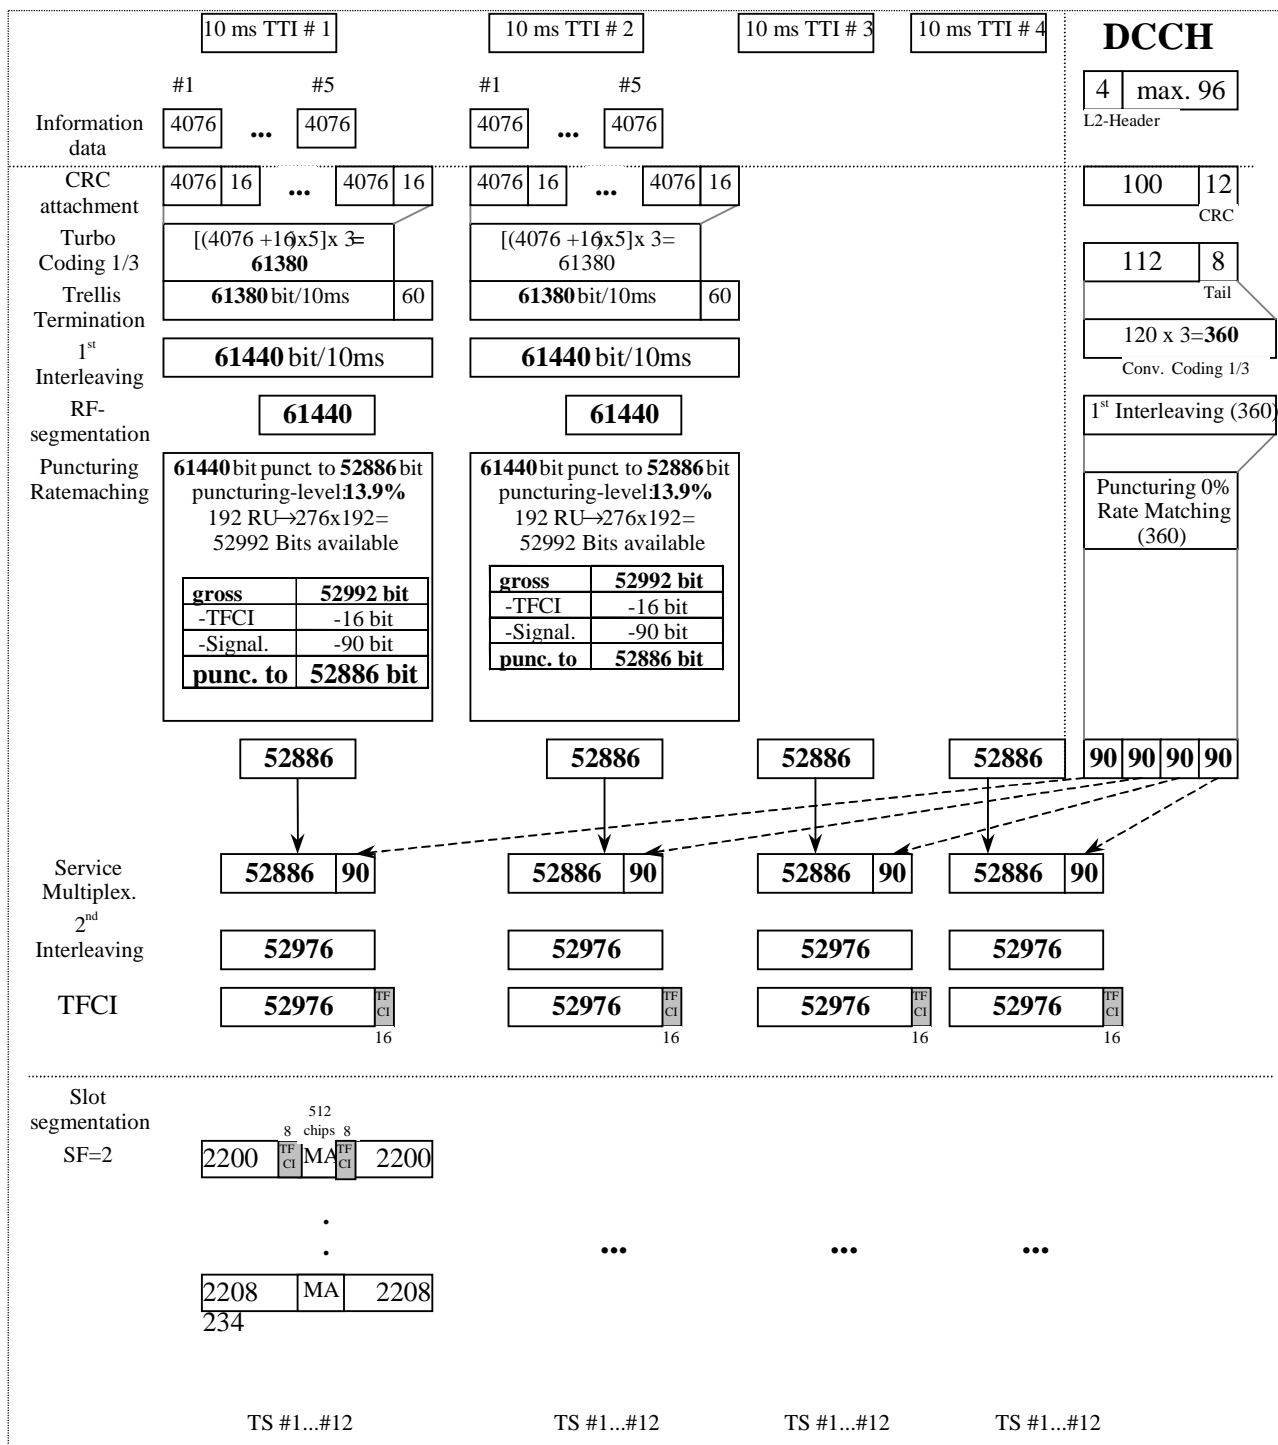 10 ms TTI # 1
10 ms TTI # 2
10 ms TTI # 3
10 ms TTI # 4
DCCH
#1 #5
#1 #5
4 max. 96
L2-Header
Information
data
4076 ... 4076
4076 ... 4076
CRC
attachment
4076 16 ... 4076 16
4076 16 ... 4076 16
100 12
CRC
Turbo
Coding 1/3
[(4076 +16)x5]x 3=
61380
[(4076 +16)x5]x 3=
61380
112 8
Tail
Trellis
Termination
61380 bit/10ms 60
61380 bit/10ms 60
120 x 3=360
Conv. Coding 1/3
1st
Interleaving
61440 bit/10ms
61440 bit/10ms
RF-
segmentation
61440
61440
1st Interleaving (360)
Puncturing
Ratemaching
61440 bit punct. to 52886 bit
puncturing-level:13.9%
192 RU→276x192=
52992 Bits available
gross 52992 bit
-TFCI -16 bit
-Signal. -90 bit
punc. to 52886 bit
61440 bit punct. to 52886 bit
puncturing-level:13.9%
192 RU→276x192=
52992 Bits available
gross 52992 bit
-TFCI -16 bit
-Signal. -90 bit
punc. to 52886 bit
Puncturing 0%
Rate Matching
(360)
52886
52886
52886
52886
90 90 90 90
Service
Multiplex.
52886 90
52886 90
52886 90
52886 90
2nd
Interleaving
52976
52976
52976
52976
TFCI
52976 TF
CI
16
52976 TF
CI
16
52976 TF
CI
16
52976 TF
CI
16
Slot
segmentation
SF=2
512
8 chips 8
2200 TF
CI MA TF
CI 2200
.
.
... ... ...
2208 MA 2208
234
TS #1...#12
TS #1...#12
TS #1...#12
TS #1...#12